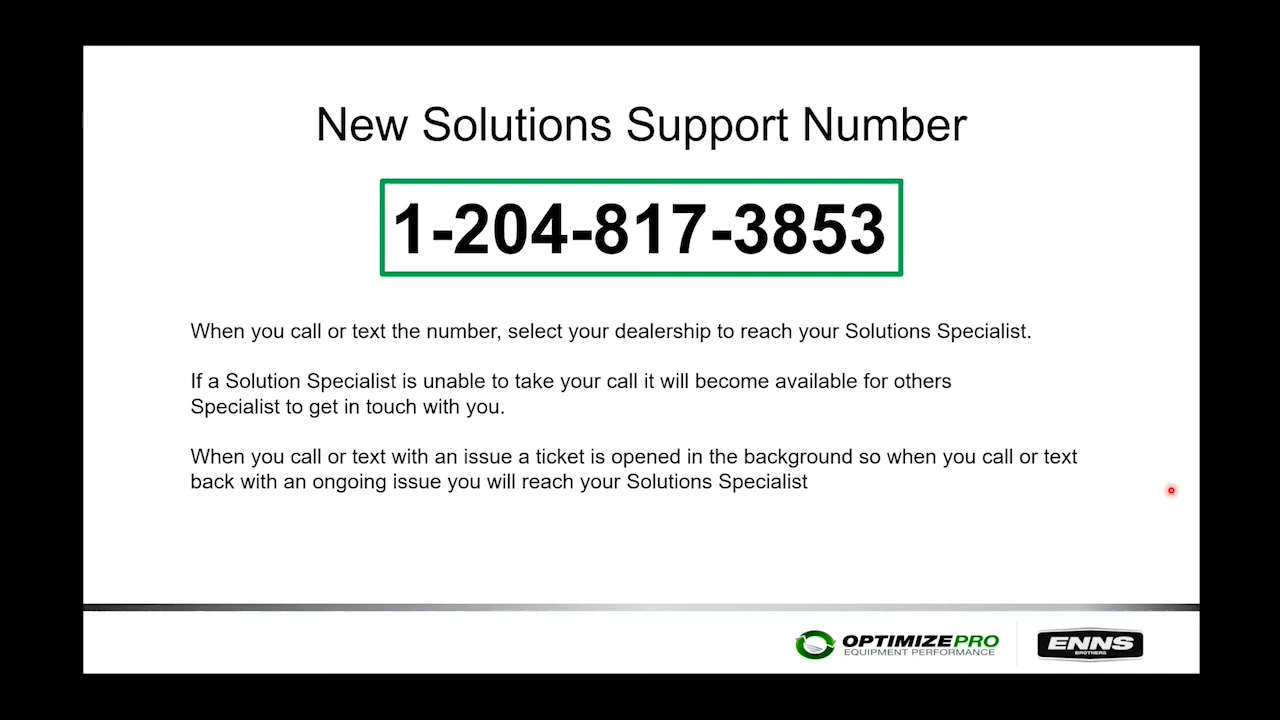 New Solutions Support Number
1-204-817-3853
When you call or text the number, select your dealership to reach your Solutions Specialist.
If a Solution Specialist is unable to take your call it will become available for others
Specialist to get in touch with you.
When you call or text with an issue a ticket is opened in the background so when you call or text
back with an ongoing issue you will reach your Solutions Specialist
OPTIMIZEPRO
EQUIPMENT PERFORMANCE
ENNS
BROTHERS